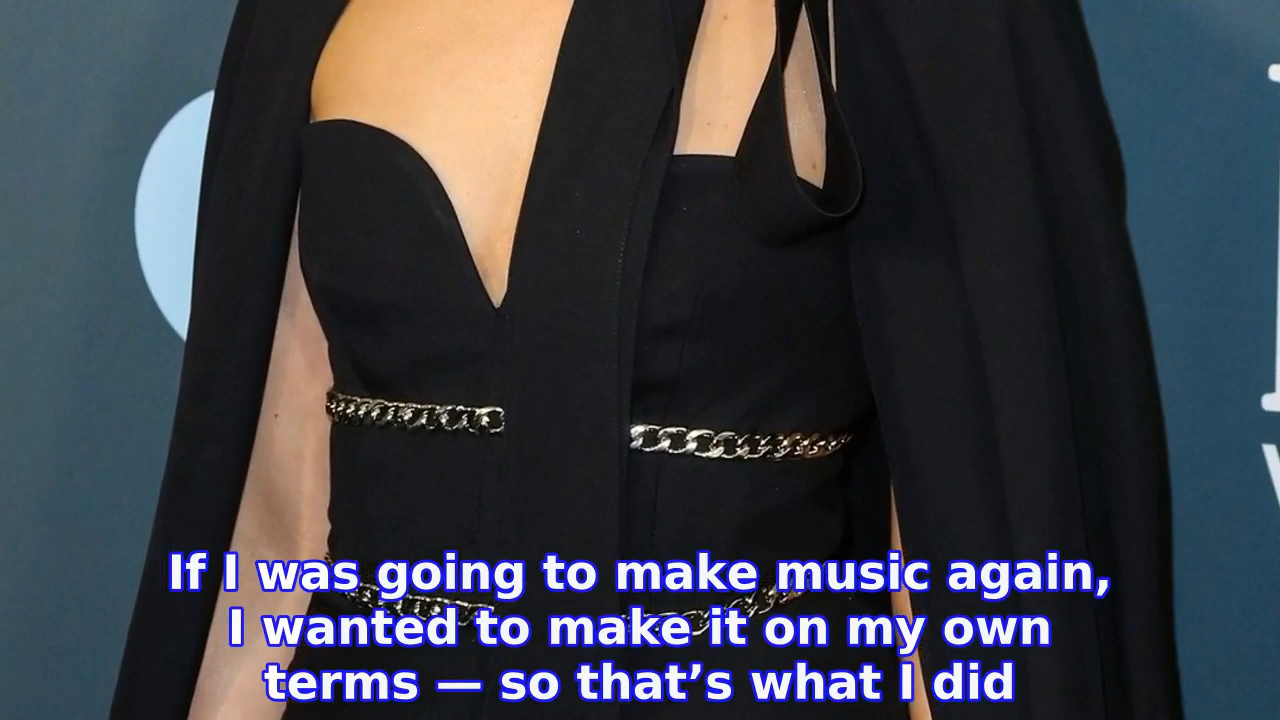 If I was going to make music again,
I wanted to make it on my own
terms — so that’s what I did